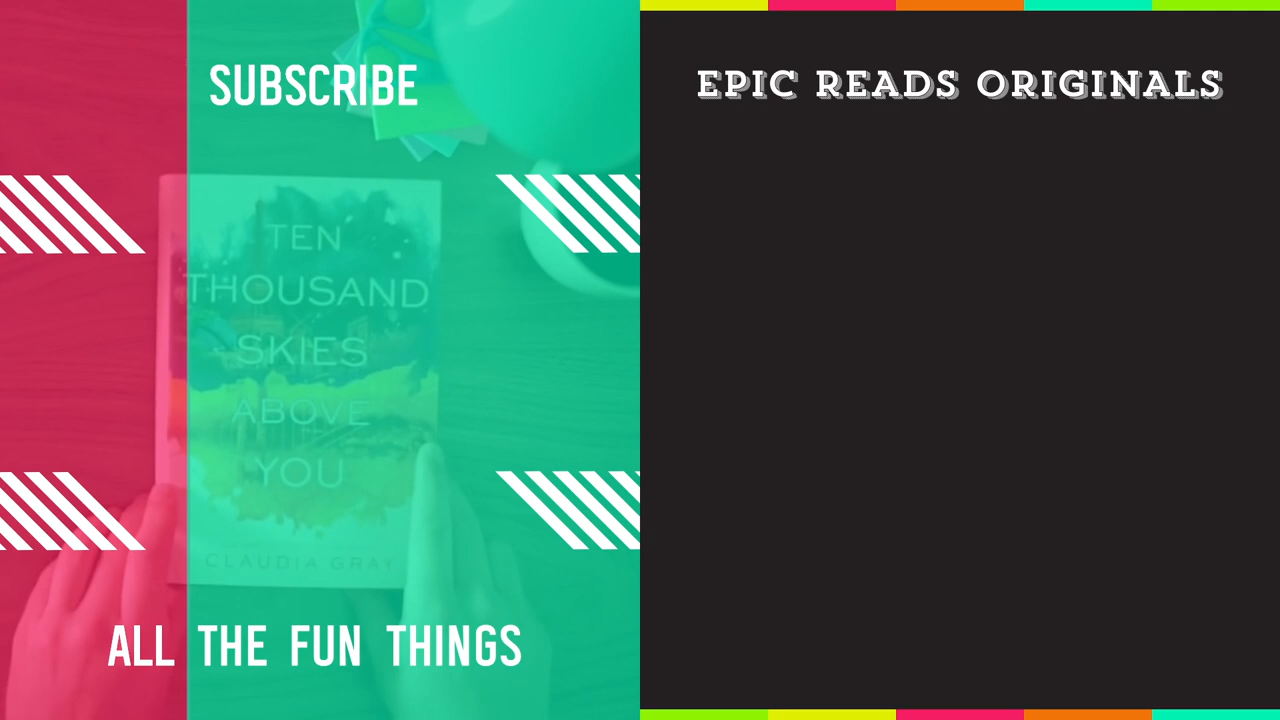 SUBSCRIBE
TEN
THOUSAND
SKIES
ABOVE
YOU
CLAUDIA GRAY
ALL THE FUN THINGS
EPIC READS ORIGINALS